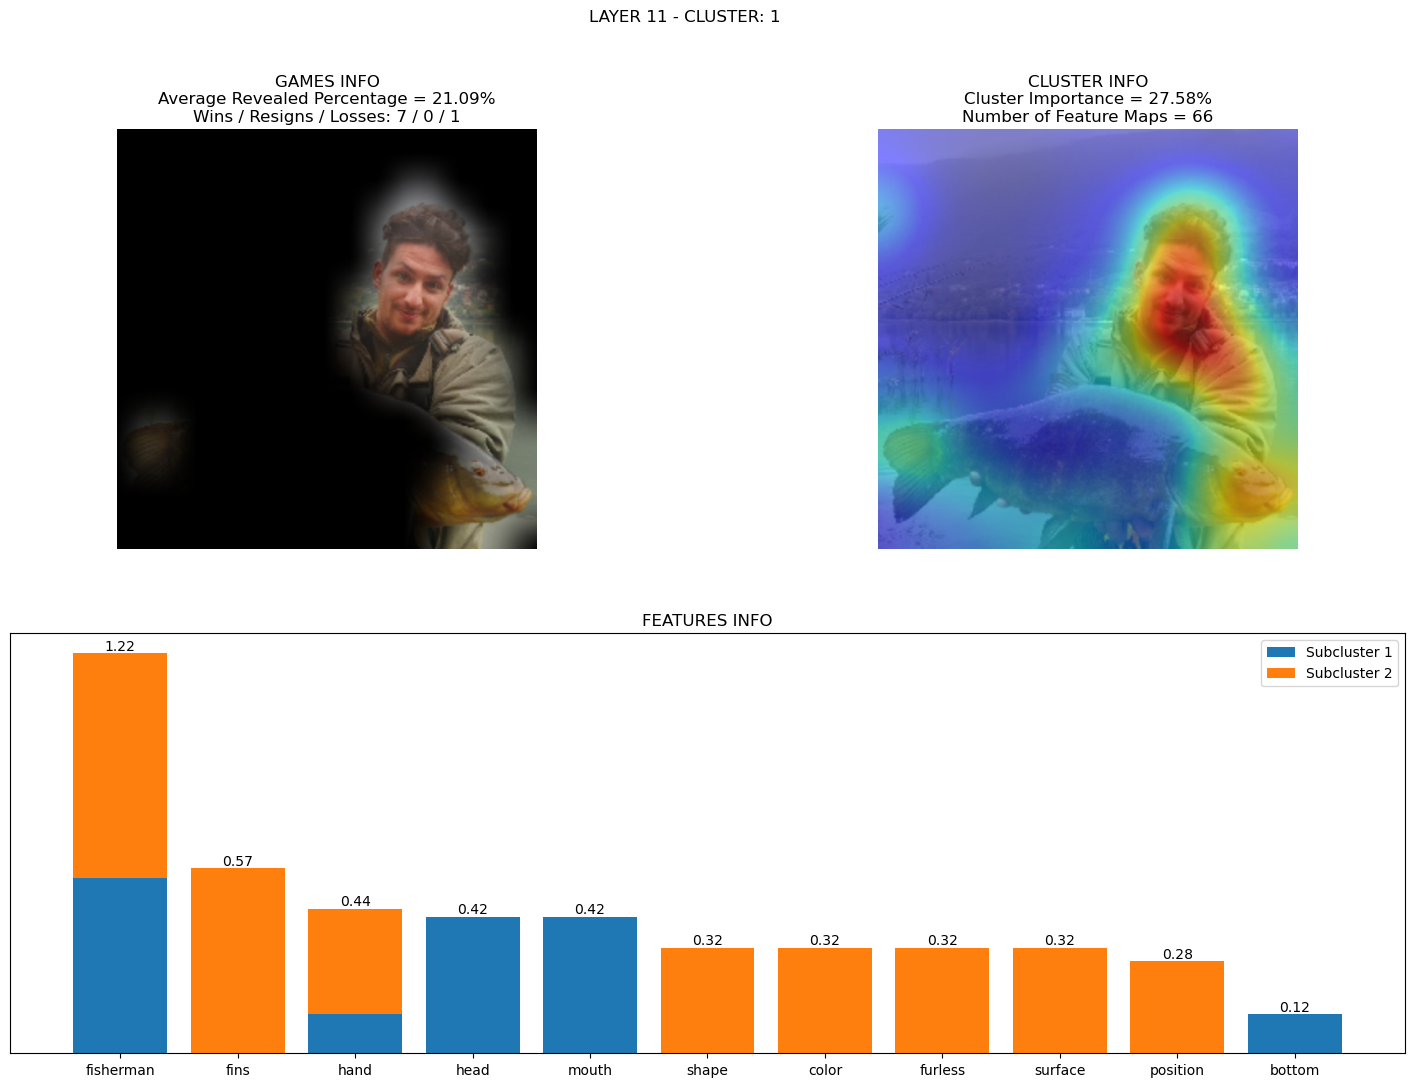 LAYER 11 - CLUSTER: 1
GAMES INFO
Average Revealed Percentage = 21.09%
Wins / Resigns / Losses: 7 / 0 / 1
CLUSTER INFO
Cluster Importance = 27.58%
Number of Feature Maps = 66
FEATURES INFO
Subcluster 1
Subcluster 2
1.22
0.57
0.44
0.42
0.42
0.32
0.32
0.32
0.32
0.28
0.12
fisherman
fins
hand
head
mouth
shape
color
furless
surface
position
bottom